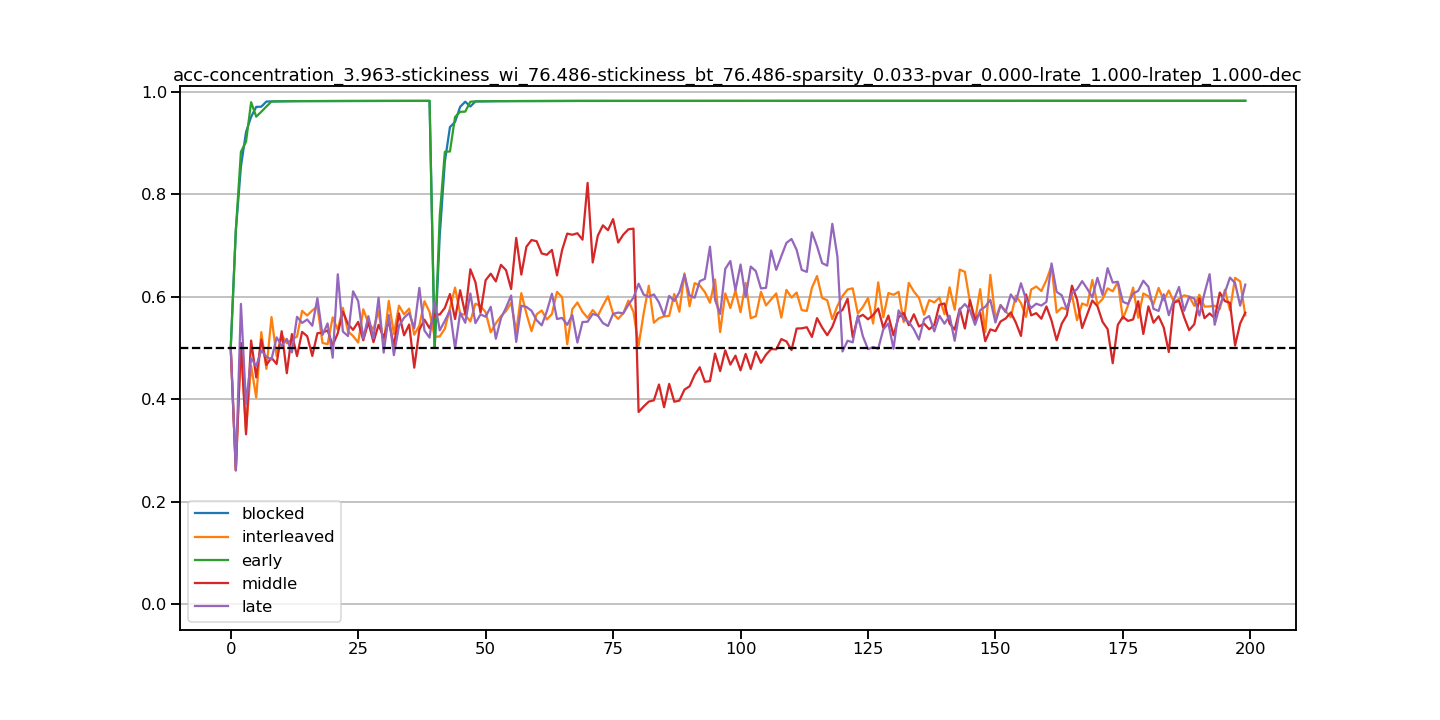 acc-concentration_3.963-stickiness_wi_76.486-stickiness_bt_76.486-sparsity_0.033-pvar_0.000-lrate_1.000-lratep_1.000-dec
1.0
0.8
0.6
0.4
0.2
0.0
blocked
interleaved
early
middle
late
0 25 50 75 100 125 150 175 200